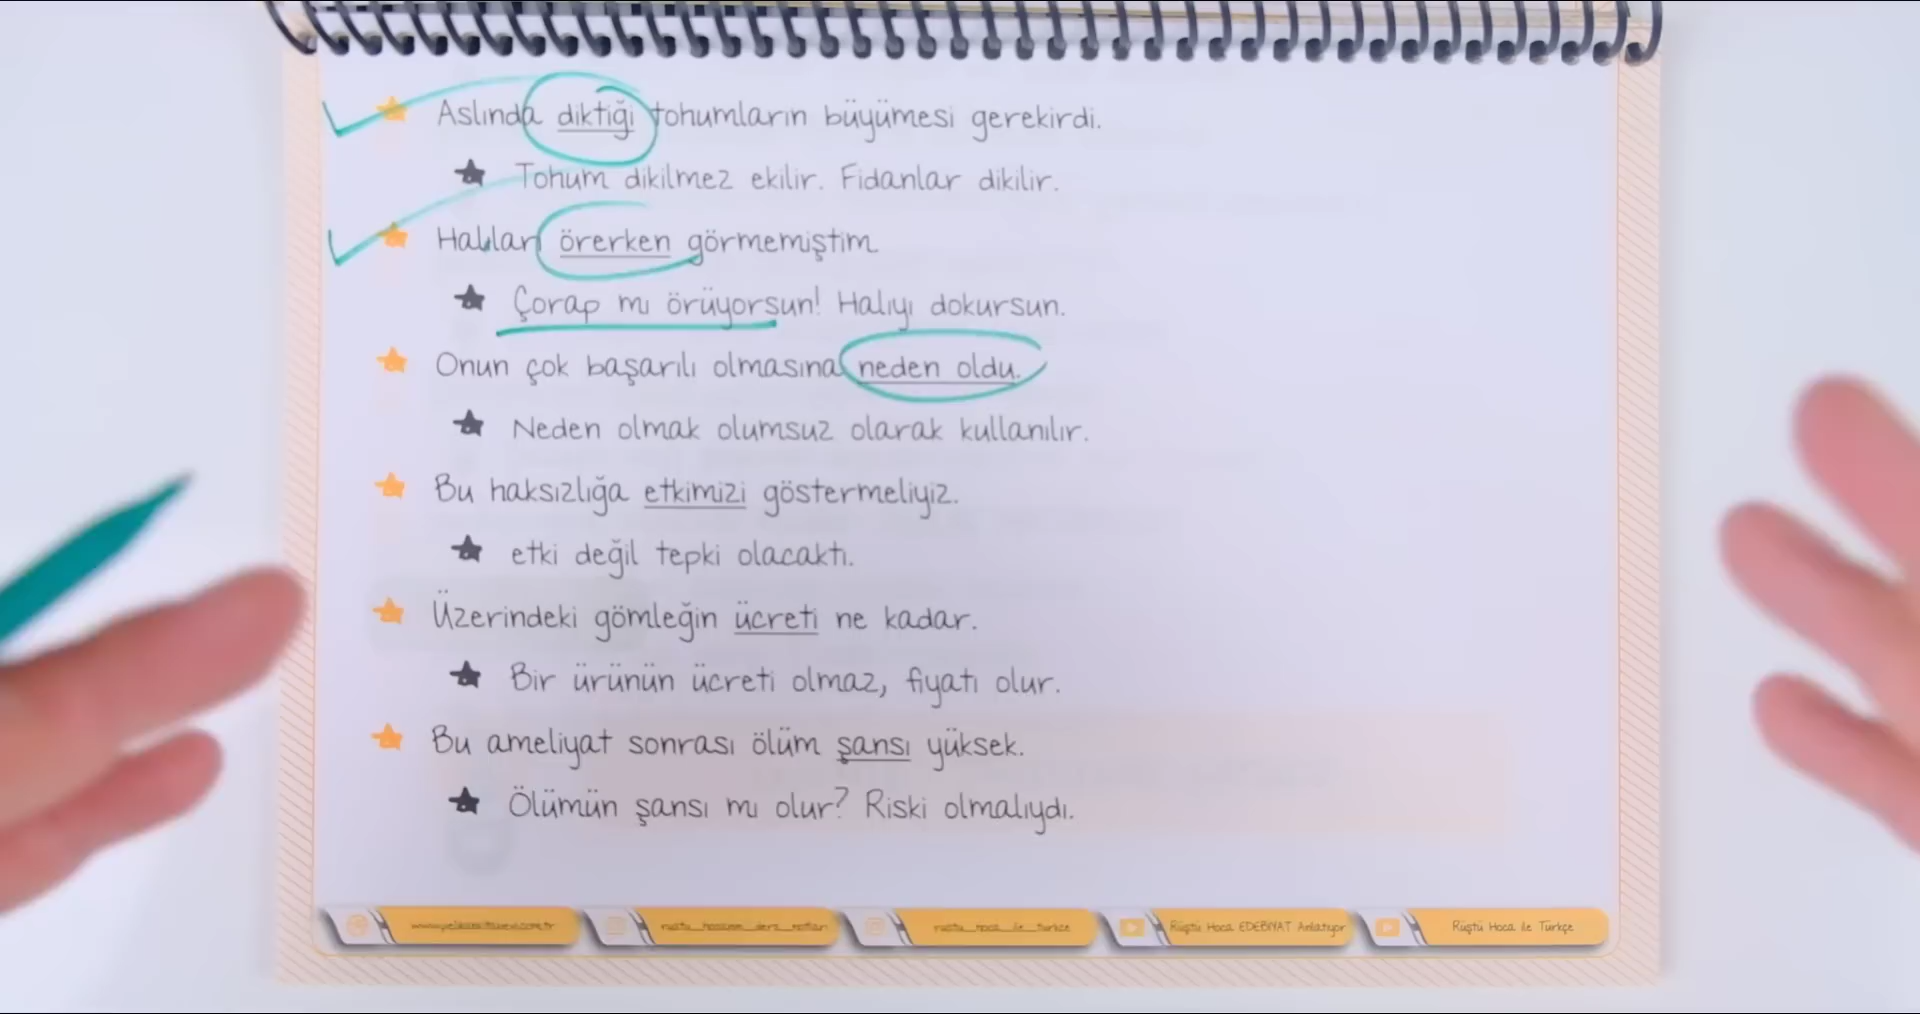 Aslında diktiği tohumların büyümesi gerekirdi.
Tohum dikilmez ekilir. Fidanlar dikilir.
Halıları örerken görmemiştim.
Çorap mı örüyorsun! Halıyı dokursun.
Onun çok başarılı olmasına neden oldu.
Neden olmak olumsuz olarak kullanılır.
Bu haksızlığa etkimizi göstermeliyiz.
etki değil tepki olacaktı.
Üzerindeki gömleğin ücreti ne kadar.
Bir ürünün ücreti olmaz, fiyatı olur.
Bu ameliyat sonrası ölüm şansı yüksek.
Ölümün şansı mı olur? Riski olmalıydı.
rustu_hoca_ile_turkce
Rüştü Hoca EDEBİYAT Anlatıyor
Rüştü Hoca ile Türkçe